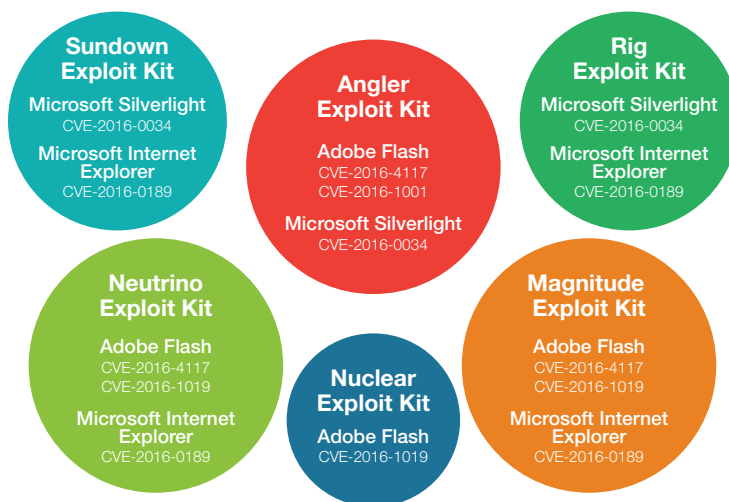 Sundown
Exploit Kit
Microsoft Silverlight
CVE-2016-0034
Microsoft Internet
Explorer
CVE-2016-0189
Angler
Exploit Kit
Adobe Flash
CVE-2016-4117
CVE-2016-1001
Microsoft Silverlight
CVE-2016-0034
Rig
Exploit Kit
Microsoft Silverlight
CVE-2016-0034
Microsoft Internet
Explorer
CVE-2016-0189
Neutrino
Exploit Kit
Adobe Flash
CVE-2016-4117
CVE-2016-1019
Microsoft Internet
Explorer
CVE-2016-0189
Nuclear
Exploit Kit
Adobe Flash
CVE-2016-1019
Magnitude
Exploit Kit
Adobe Flash
CVE-2016-4117
CVE-2016-1019
Microsoft Internet
Explorer
CVE-2016-0189